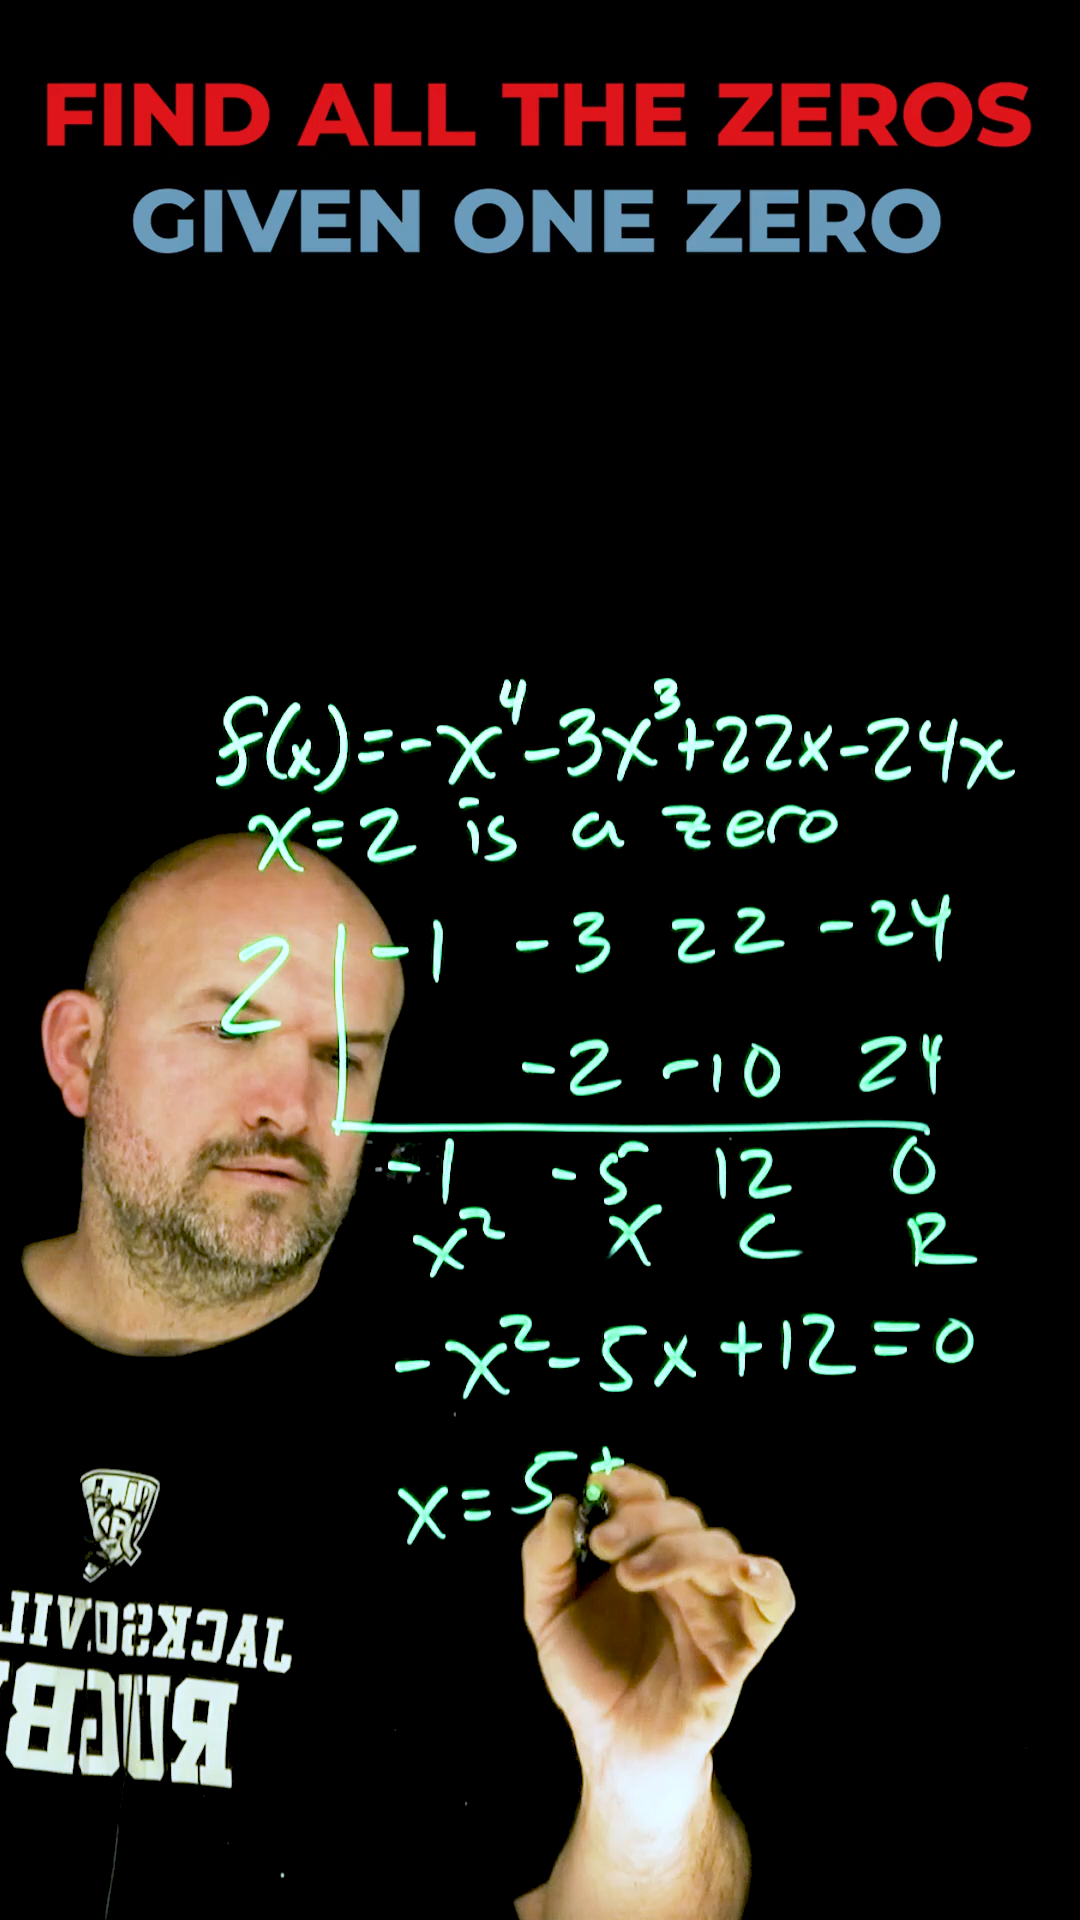 FIND ALL THE ZEROS
GIVEN ONE ZERO
f(x)=-x⁴-3x³+22x-24x
x=2 is a zero
2 | -1 -3 22 -24
-2 -10 24
-1 -5 12 0
x² x C R
-x²-5x+12=0
x=5±
JACKSONVIL
RUGBY